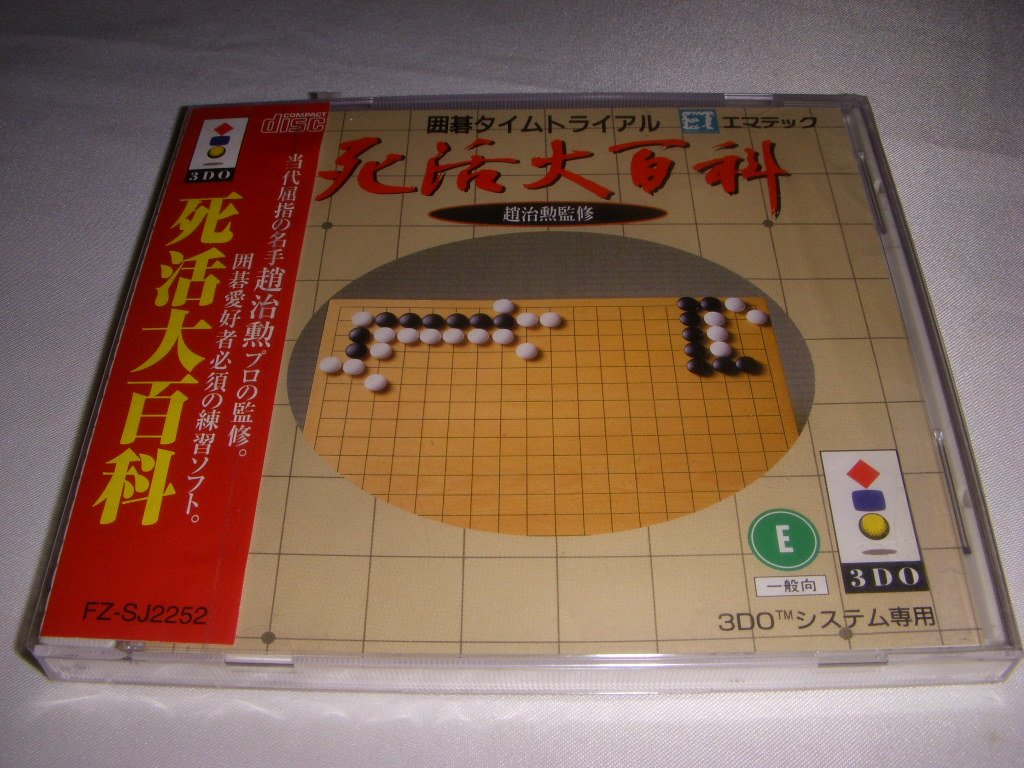 3DO
COMPACT
disc
死活大百科
当代屈指の名手趙治勲プロの監修。
囲碁愛好者必須の練習ソフト。
FZ-SJ2252
囲碁タイムトライアル
エマテック
死活大百科
趙治勲監修
E
一般向
3DO
3DO™システム専用